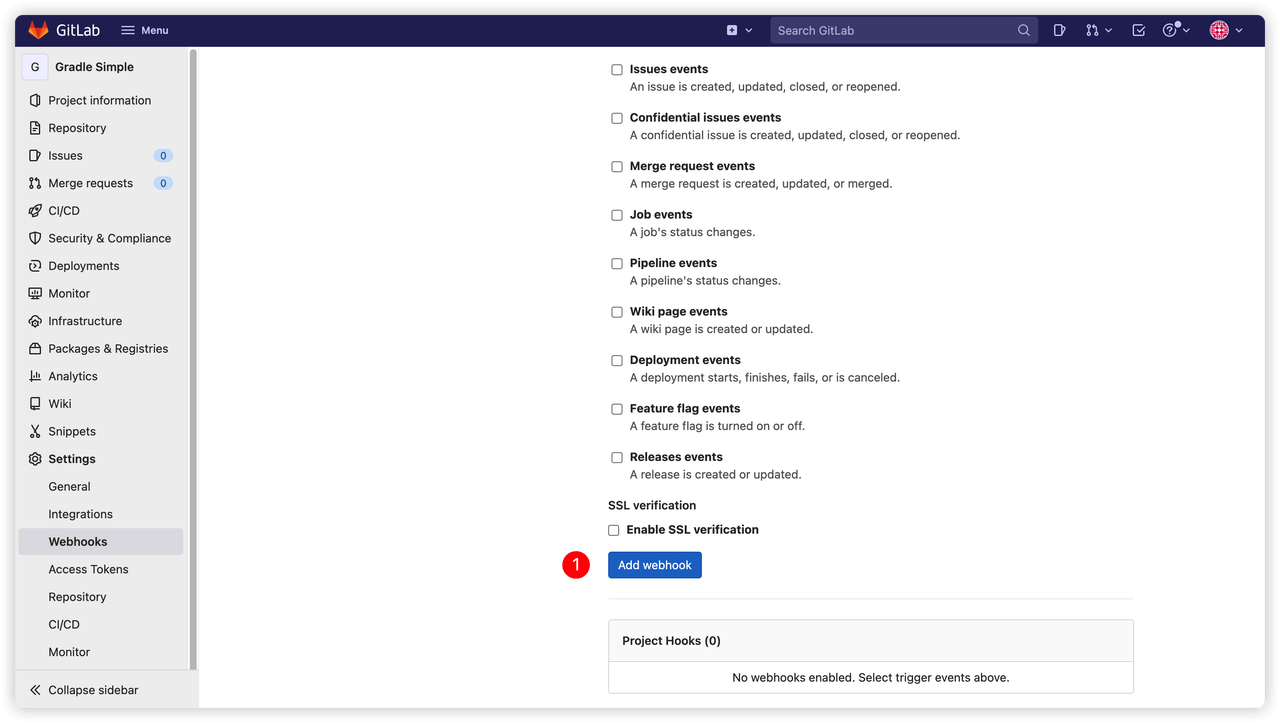 GitLab
Menu
Search GitLab
G
Gradle Simple
Project information
Repository
Issues 0
Merge requests 0
CI/CD
Security & Compliance
Deployments
Monitor
Infrastructure
Packages & Registries
Analytics
Wiki
Snippets
Settings
General
Integrations
Webhooks
Access Tokens
Repository
CI/CD
Monitor
Collapse sidebar
Issues events
An issue is created, updated, closed, or reopened.
Confidential issues events
A confidential issue is created, updated, closed, or reopened.
Merge request events
A merge request is created, updated, or merged.
Job events
A job's status changes.
Pipeline events
A pipeline's status changes.
Wiki page events
A wiki page is created or updated.
Deployment events
A deployment starts, finishes, fails, or is canceled.
Feature flag events
A feature flag is turned on or off.
Releases events
A release is created or updated.
SSL verification
Enable SSL verification
1
Add webhook
Project Hooks (0)
No webhooks enabled. Select trigger events above.